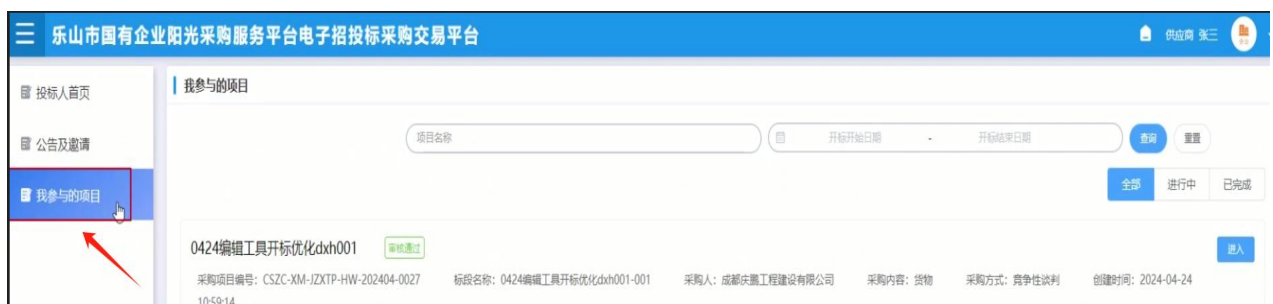 乐山市国有企业阳光采购服务平台电子招投标采购交易平台
供应商 张三
投标人首页
公告及邀请
我参与的项目
我参与的项目
项目名称
开标开始日期 - 开标结束日期
查询 重置
全部 进行中 已完成
0424编辑工具开标优化dxh001 审核通过
进入
采购项目编号：CSZC-XM-JZXTP-HW-202404-0027 标段名称：0424编辑工具开标优化dxh001-001 采购人：成都庆鹏工程建设有限公司 采购内容：货物 采购方式：竞争性谈判 创建时间：2024-04-24
10:59:14